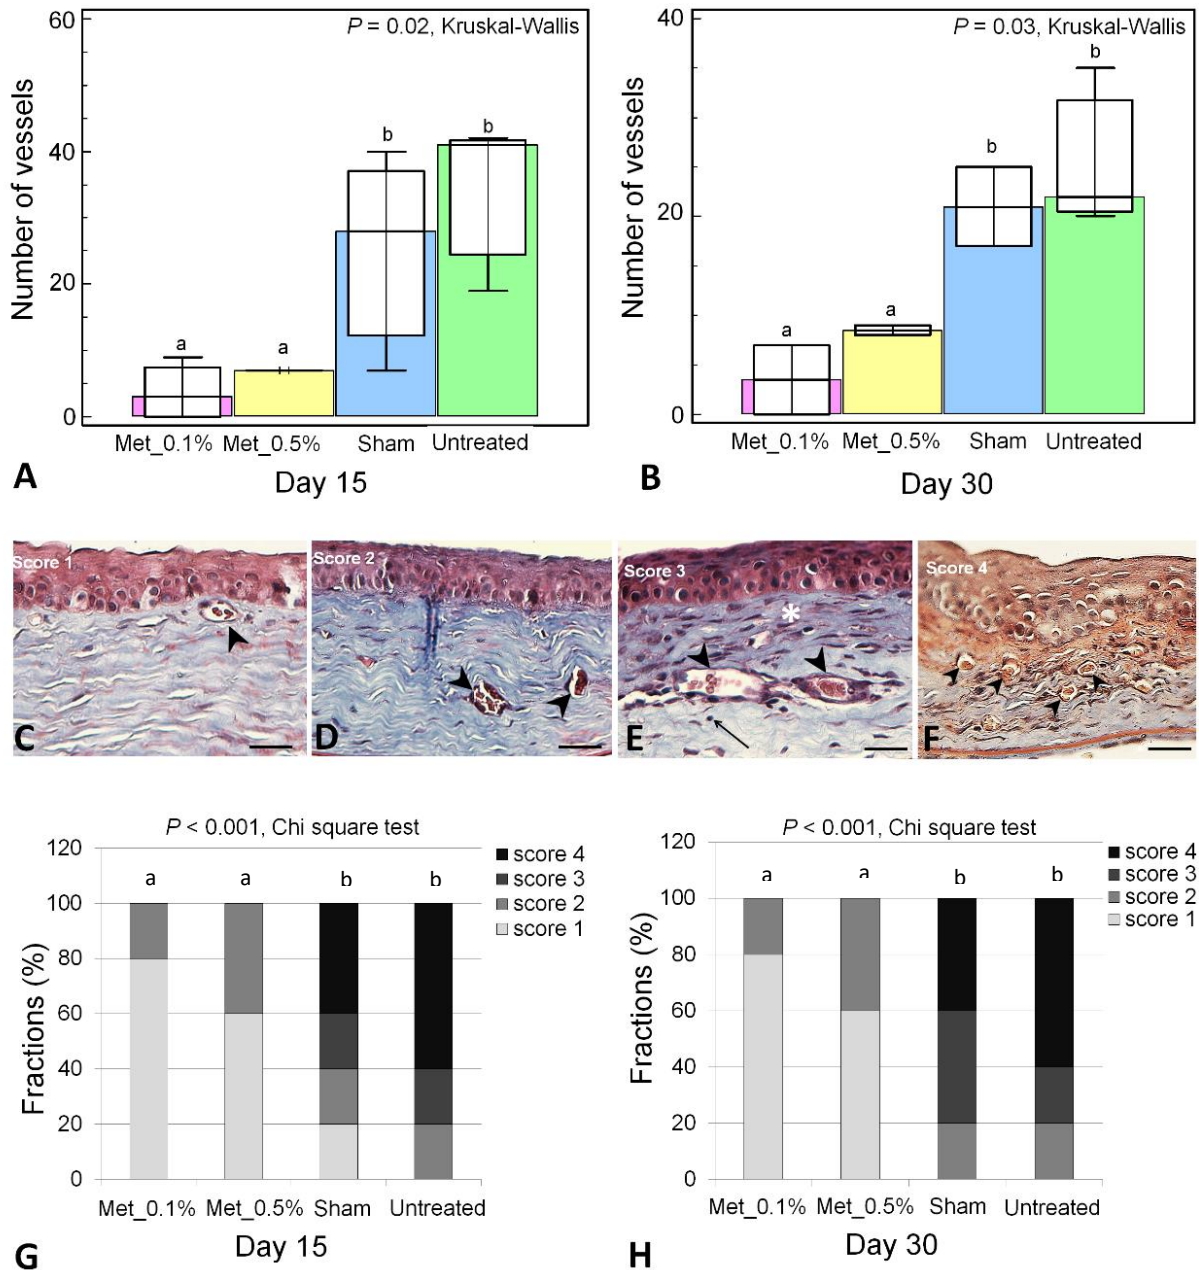 P = 0.02, Kruskal-Wallis
60
40
20
0
Number of vessels
a
a
b
b
Met_0.1% Met_0.5% Sham Untreated
Day 15
A
P = 0.03, Kruskal-Wallis
40
20
0
Number of vessels
a
a
b
b
Met_0.1% Met_0.5% Sham Untreated
Day 30
B
Score 1
C
Score 2
D
Score 3
*
E
Score 4
F
P < 0.001, Chi square test
120
100
80
60
40
20
0
Fractions (%)
a a b b
score 4
score 3
score 2
score 1
Met_0.1% Met_0.5% Sham Untreated
Day 15
G
P < 0.001, Chi square test
120
100
80
60
40
20
0
Fractions (%)
a a b b
score 4
score 3
score 2
score 1
Met_0.1% Met_0.5% Sham Untreated
Day 30
H